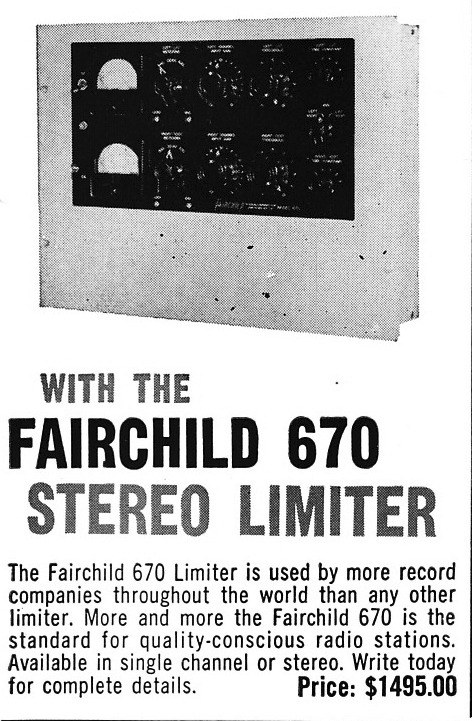 WITH THE
FAIRCHILD 670
STEREO LIMITER
The Fairchild 670 Limiter is used by more record
companies throughout the world than any other
limiter. More and more the Fairchild 670 is the
standard for quality-conscious radio stations.
Available in single channel or stereo. Write today
for complete details. Price: $1495.00